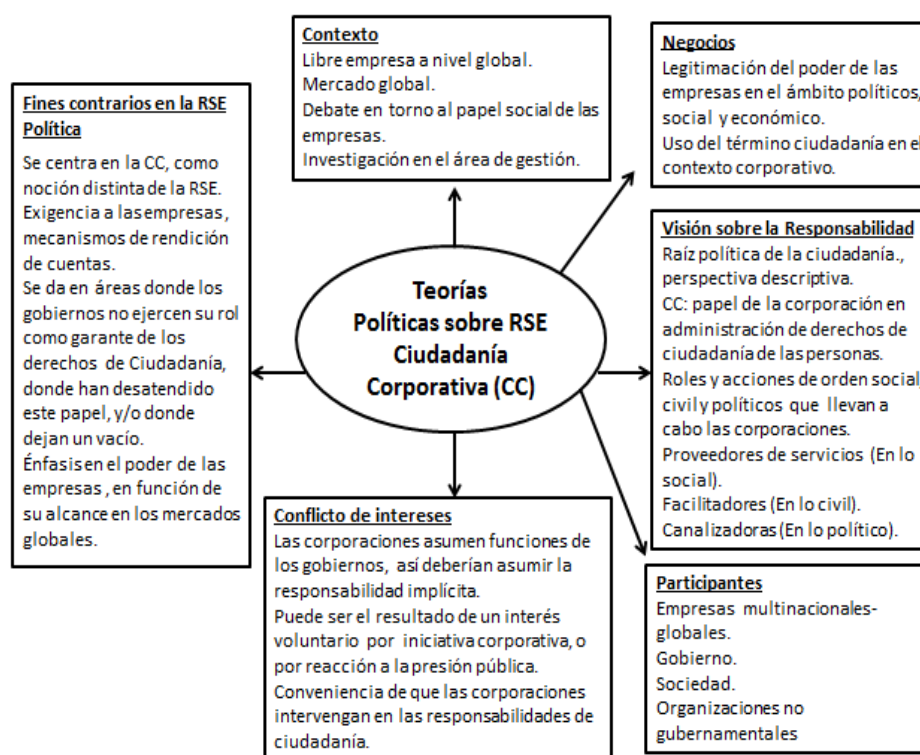 Contexto
Libre empresa a nivel global.
Mercado global.
Debate en torno al papel social de las
empresas.
Investigación en el área de gestión.
Negocios
Legitimación del poder de las
empresas en el ámbito políticos,
social y económico.
Uso del término ciudadanía en el
contexto corporativo.
Fines contrarios en la RSE
Política
Se centra en la CC, como
noción distinta de la RSE.
Exigencia a las empresas,
mecanismos de rendición
de cuentas.
Se da en áreas donde los
gobiernos no ejercen su rol
como garante de los
derechos de Ciudadanía,
donde han desatendido
este papel, y/o donde
dejan un vacío.
Énfasis en el poder de las
empresas, en función de
su alcance en los mercados
globales.
Teorías
Políticas sobre RSE
Ciudadanía
Corporativa (CC)
Visión sobre la Responsabilidad
Raíz política de la ciudadanía.,
perspectiva descriptiva.
CC: papel de la corporación en
administración de derechos de
ciudadanía de las personas.
Roles y acciones de orden social,
civil y políticos que llevan a
cabo las corporaciones.
Proveedores de servicios (En lo
social).
Facilitadores (En lo civil).
Canalizadoras (En lo político).
Conflicto de intereses
Las corporaciones asumen funciones de
los gobiernos, así deberían asumir la
responsabilidad implícita.
Puede ser el resultado de un interés
voluntario por iniciativa corporativa, o
por reacción a la presión pública.
Conveniencia de que las corporaciones
intervengan en las responsabilidades de
ciudadanía.
Participantes
Empresas multinacionales-
globales.
Gobierno.
Sociedad.
Organizaciones no
gubernamentales